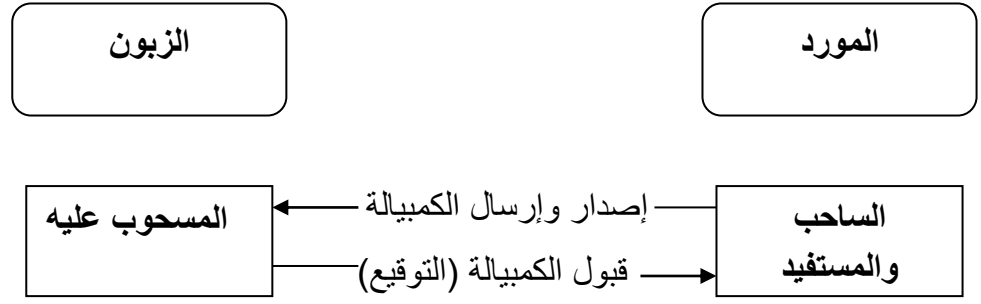 المورد
الزبون
الساحب
والمستفيد
إصدار وإرسال الكمبيالة
قبول الكمبيالة (التوقيع)
المسحوب عليه